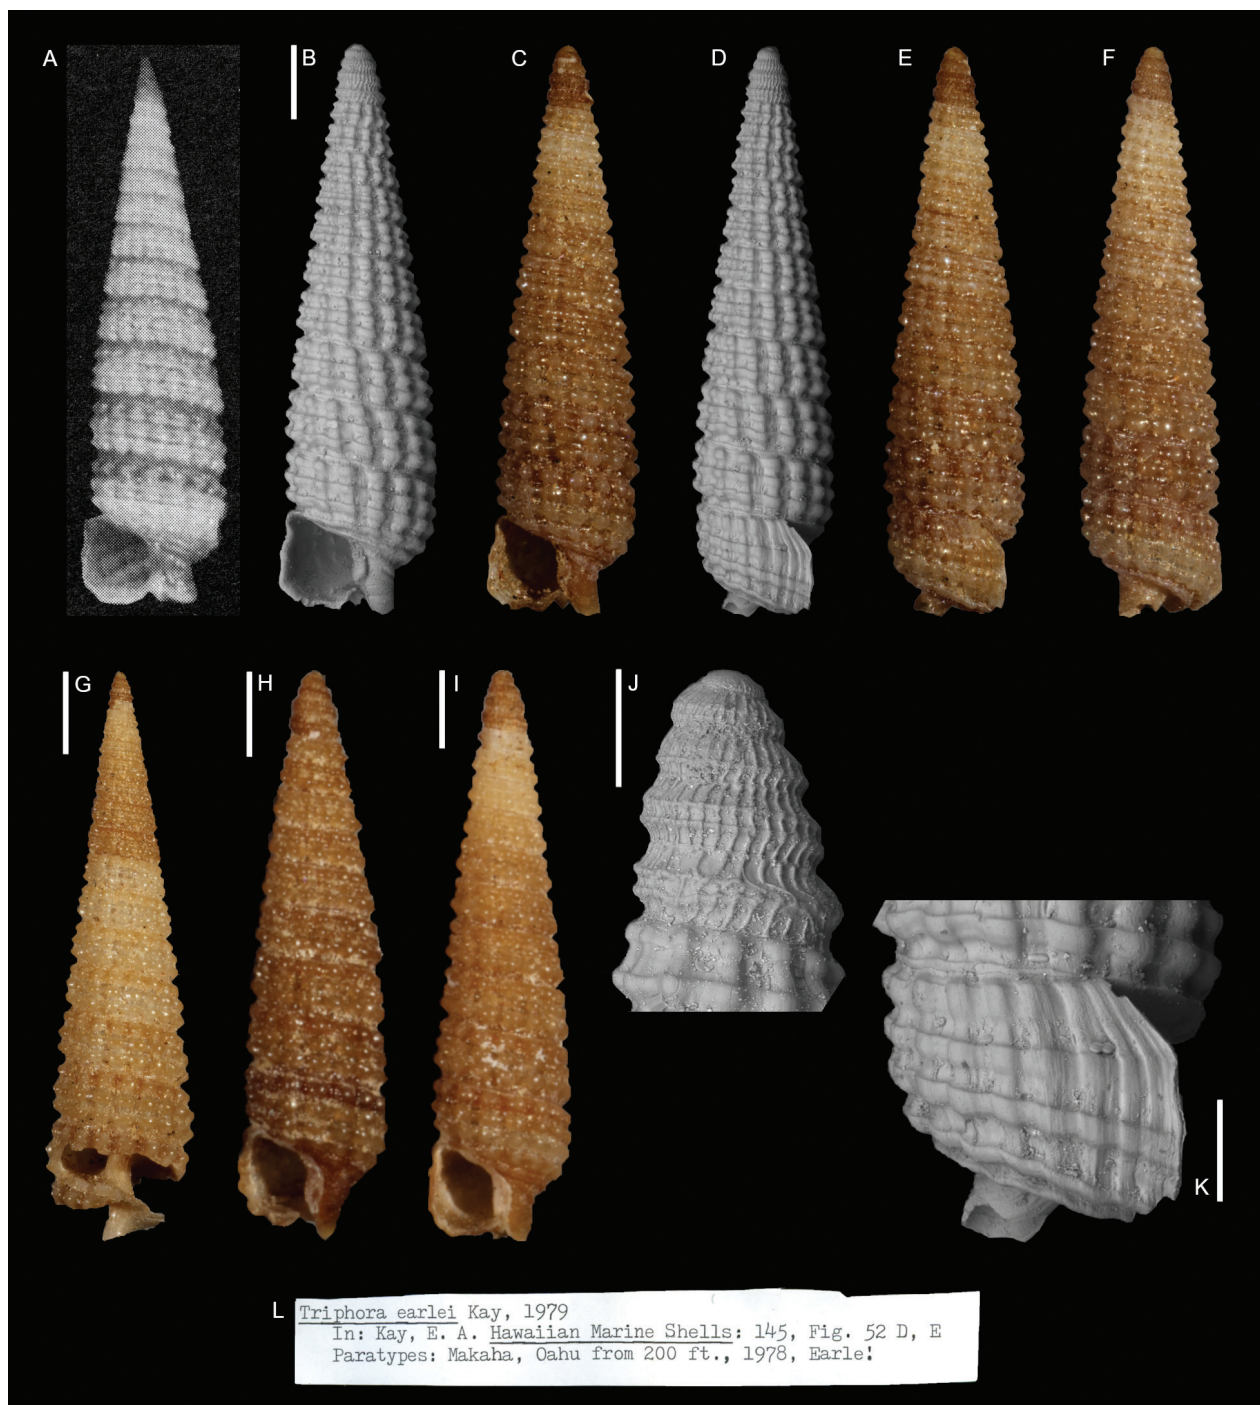 A
B
C
D
E
F
G
H
I
J
K
L
Triphora earlei Kay, 1979
In: Kay, E. A. Hawaiian Marine Shells: 145, Fig. 52 D, E
Paratypes: Makaha, Oahu from 200 ft., 1978, Earle!